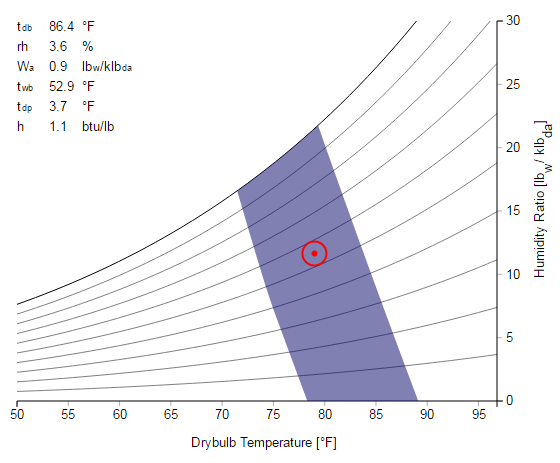 tdb 86.4 °F
rh 3.6 %
Wa 0.9 lbw/klbda
twb 52.9 °F
tdp 3.7 °F
h 1.1 btu/lb
30
25
20
15
10
5
0
Humidity Ratio [lbw / klbda]
50 55 60 65 70 75 80 85 90 95
Drybulb Temperature [°F]